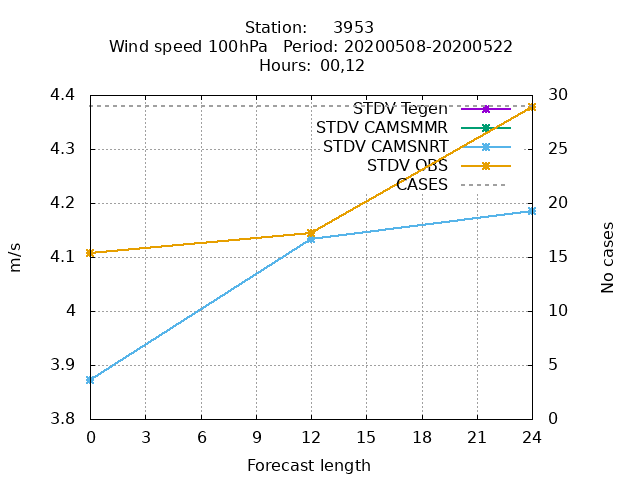 Station: 3953
Wind speed 100hPa Period: 20200508-20200522
Hours: 00,12
4.4
4.3
4.2
4.1
4
3.9
3.8
30
25
20
15
10
5
0
m/s
No cases
STDV Tegen
STDV CAMSMMR
STDV CAMSNRT
STDV OBS
CASES
0 3 6 9 12 15 18 21 24
Forecast length